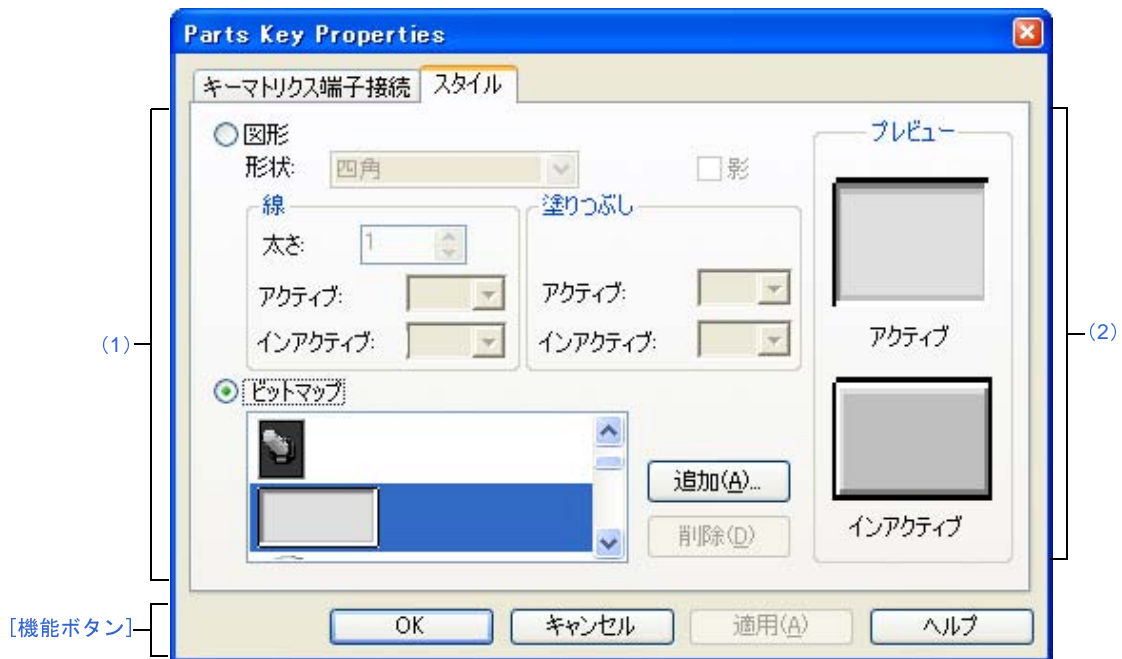 Parts Key Properties
キーマトリクス端子接続 スタイル
図形
形状: 四角 影
線
太さ: 1
アクティブ:
インアクティブ:
塗りつぶし
アクティブ:
インアクティブ:
ビットマップ
追加(A)...
削除(D)
プレビュー
アクティブ
インアクティブ
(1)
(2)
[機能ボタン]
OK キャンセル 適用(A) ヘルプ